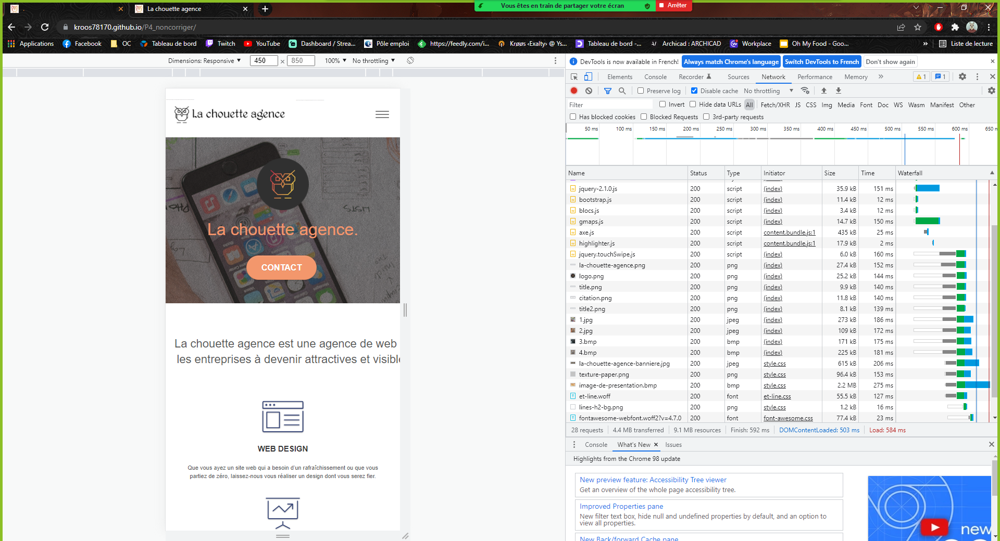 Vous êtes en train de partager votre écran
Arrêter
La chouette agence
kroos78170.github.io/P4_noncorriger/
Applications
Facebook
OC
Tableau de bord
Twitch
YouTube
Dashboard / Strea...
Pôle emploi
https://feedly.com/i...
Krøøs ‹Exalty› @ Ys...
Tableau de bord -...
Archicad : ARCHICAD
Workplace
Oh My Food - Goo...
»
Liste de lecture
Dimensions: Responsive
450
×
850
100%
No throttling
La chouette agence
La chouette agence.
CONTACT
La chouette agence est une agence de web
les entreprises à devenir attractives et visible
WEB DESIGN
Que vous ayez un site web qui a besoin d'un rafraîchissement ou que vous
partiez de zéro, laissez-nous vous réaliser un design dont vous serez fier.
DevTools is now available in French!
Always match Chrome's language
Switch DevTools to French
Don't show again
Elements
Console
Recorder
Sources
Network
Performance
Memory
»
1
1
Preserve log
Disable cache
No throttling
Filter
Invert
Hide data URLs
All
Fetch/XHR
JS
CSS
Img
Media
Font
Doc
WS
Wasm
Manifest
Other
Has blocked cookies
Blocked Requests
3rd-party requests
50 ms
100 ms
150 ms
200 ms
250 ms
300 ms
350 ms
400 ms
450 ms
500 ms
550 ms
600 ms
650 m
Name Status Type Initiator Size Time Waterfall
jquery-2.1.0.js 200 script (index) 35.9 kB 151 ms
bootstrap.js 200 script (index) 11.4 kB 12 ms
blocs.js 200 script (index) 3.4 kB 12 ms
gmaps.js 200 script (index) 14.7 kB 150 ms
axe.js 200 script content.bundle.js:1 435 kB 25 ms
highlighter.js 200 script content.bundle.js:1 17.9 kB 2 ms
jquery.touchSwipe.js 200 script (index) 6.0 kB 160 ms
la-chouette-agence.png 200 png (index) 27.4 kB 152 ms
logo.png 200 png (index) 25.2 kB 144 ms
title.png 200 png (index) 9.9 kB 140 ms
citation.png 200 png (index) 11.8 kB 140 ms
title2.png 200 png (index) 8.1 kB 139 ms
1.jpg 200 jpeg (index) 273 kB 186 ms
2.jpg 200 jpeg (index) 109 kB 172 ms
3.bmp 200 bmp (index) 171 kB 175 ms
4.bmp 200 bmp (index) 225 kB 181 ms
la-chouette-agence-banniere.jpg 200 jpeg style.css 615 kB 206 ms
texture-paper.png 200 png style.css 96.4 kB 153 ms
image-de-presentation.bmp 200 bmp style.css 2.2 MB 275 ms
et-line.woff 200 font et-line.css 55.5 kB 127 ms
lines-h2-bg.png 200 png style.css 1.2 kB 16 ms
fontawesome-webfont.woff2?v=4.7.0 200 font font-awesome.css 77.4 kB 23 ms
28 requests
4.4 MB transferred
9.1 MB resources
Finish: 592 ms
DOMContentLoaded: 503 ms
Load: 584 ms
Console
What's New
Issues
Highlights from the Chrome 98 update
New preview feature: Accessibility Tree viewer
Get an overview of the whole page accessibility tree.
Improved Properties pane
New filter text box, hide null and undefined properties by default, and an option to
view all properties.
New Back/forward Cache pane
new